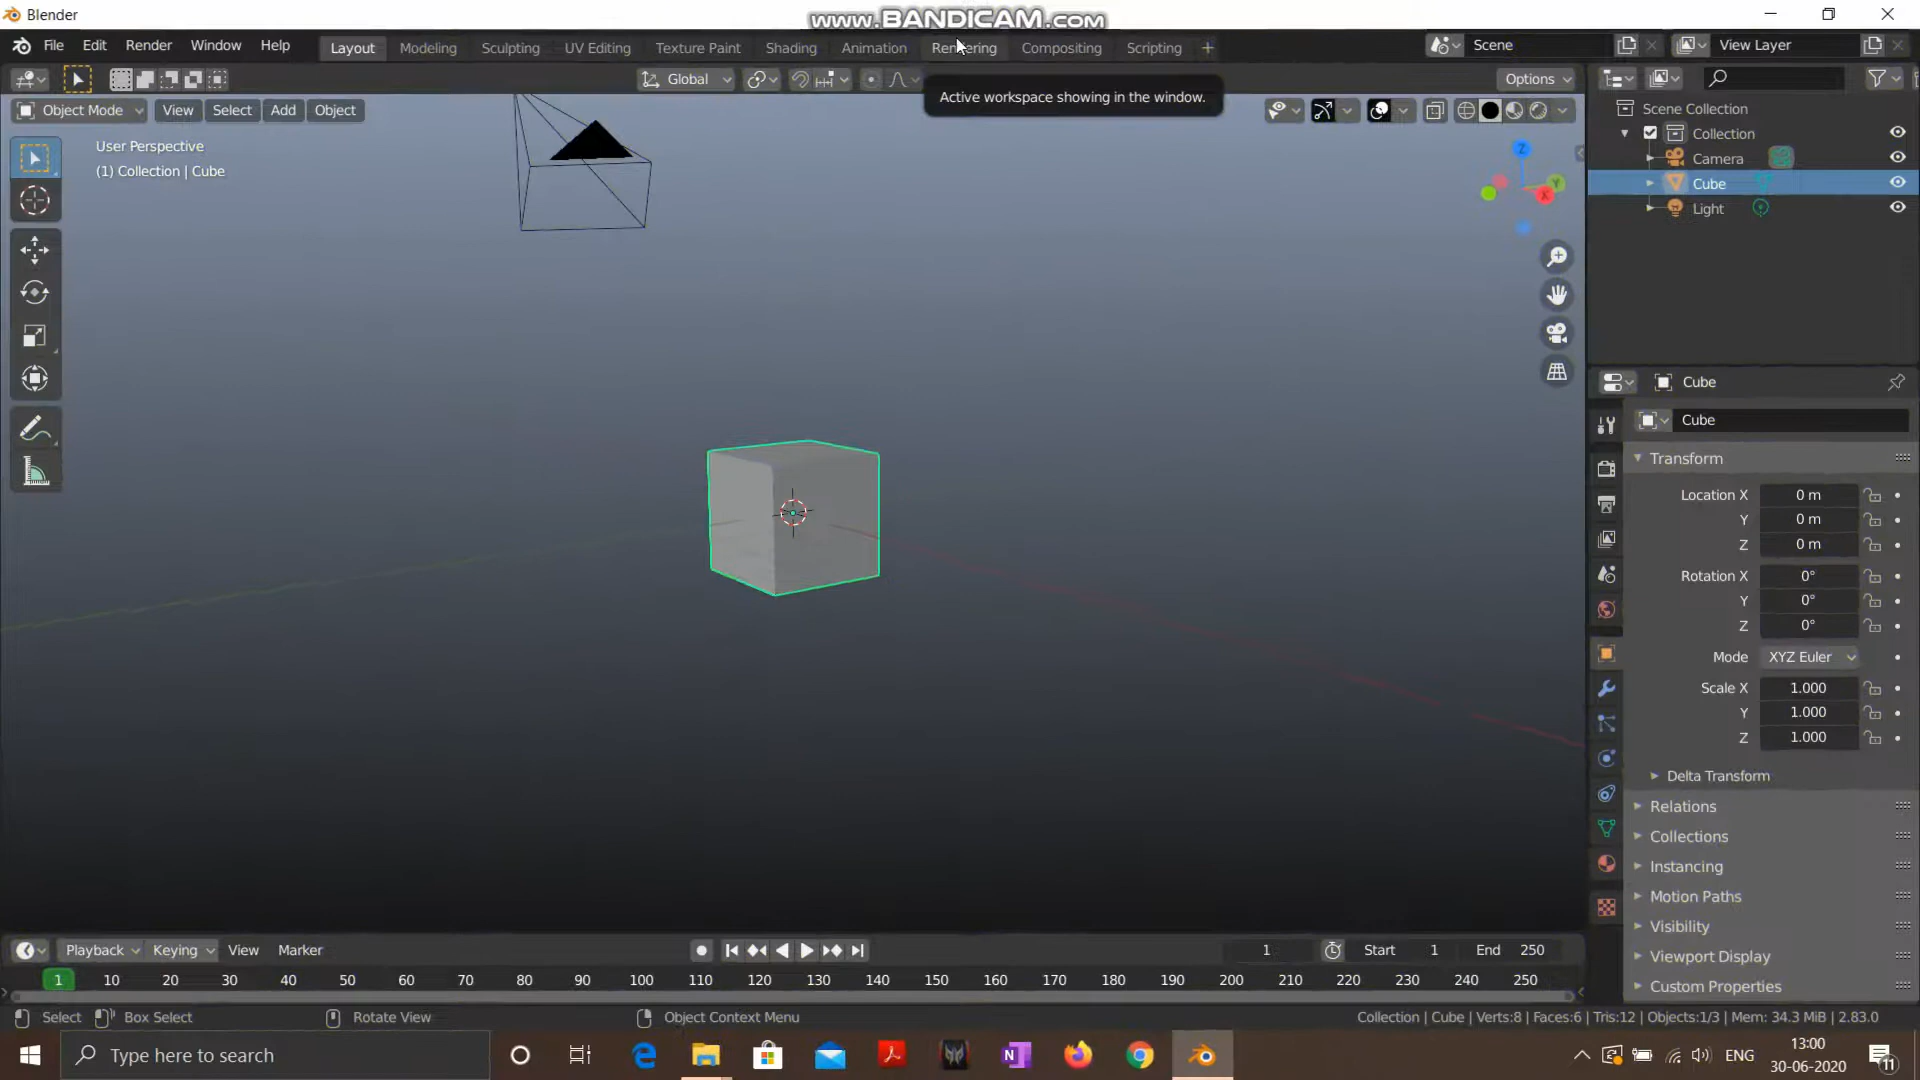 Blender
www.BANDICAM.com
File Edit Render Window Help
Layout Modeling Sculpting UV Editing Texture Paint Shading Animation Rendering Compositing Scripting +
Scene
View Layer
Global
Options
Active workspace showing in the window.
Object Mode View Select Add Object
User Perspective
(1) Collection | Cube
Z
Y
X
Scene Collection
Collection
Camera
Cube
Light
Cube
Cube
Transform
Location X 0 m
Y 0 m
Z 0 m
Rotation X 0°
Y 0°
Z 0°
Mode XYZ Euler
Scale X 1.000
Y 1.000
Z 1.000
Delta Transform
Relations
Collections
Instancing
Motion Paths
Visibility
Viewport Display
Custom Properties
Playback Keying View Marker
1 Start 1 End 250
1 10 20 30 40 50 60 70 80 90 100 110 120 130 140 150 160 170 180 190 200 210 220 230 240 250
Select Box Select Rotate View Object Context Menu
Collection | Cube | Verts:8 | Faces:6 | Tris:12 | Objects:1/3 | Mem: 34.3 MiB | 2.83.0
Type here to search
ENG
13:00
30-06-2020
11